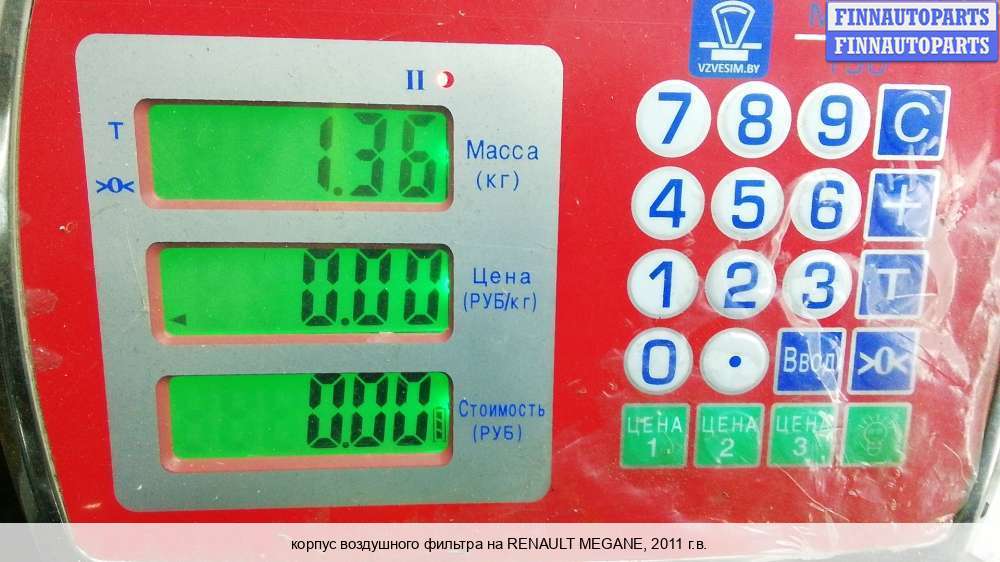 FINNAUTOPARTS
FINNAUTOPARTS
VZVESIM.BY
II
T
>0<
1.36
Масса
(кг)
0.00
Цена
(РУБ/кг)
0.00
Стоимость
(РУБ)
7 8 9 C
4 5 6 +
1 2 3 T
0 . Ввод >0<
ЦЕНА 1 ЦЕНА 2 ЦЕНА 3
корпус воздушного фильтра на RENAULT MEGANE, 2011 г.в.